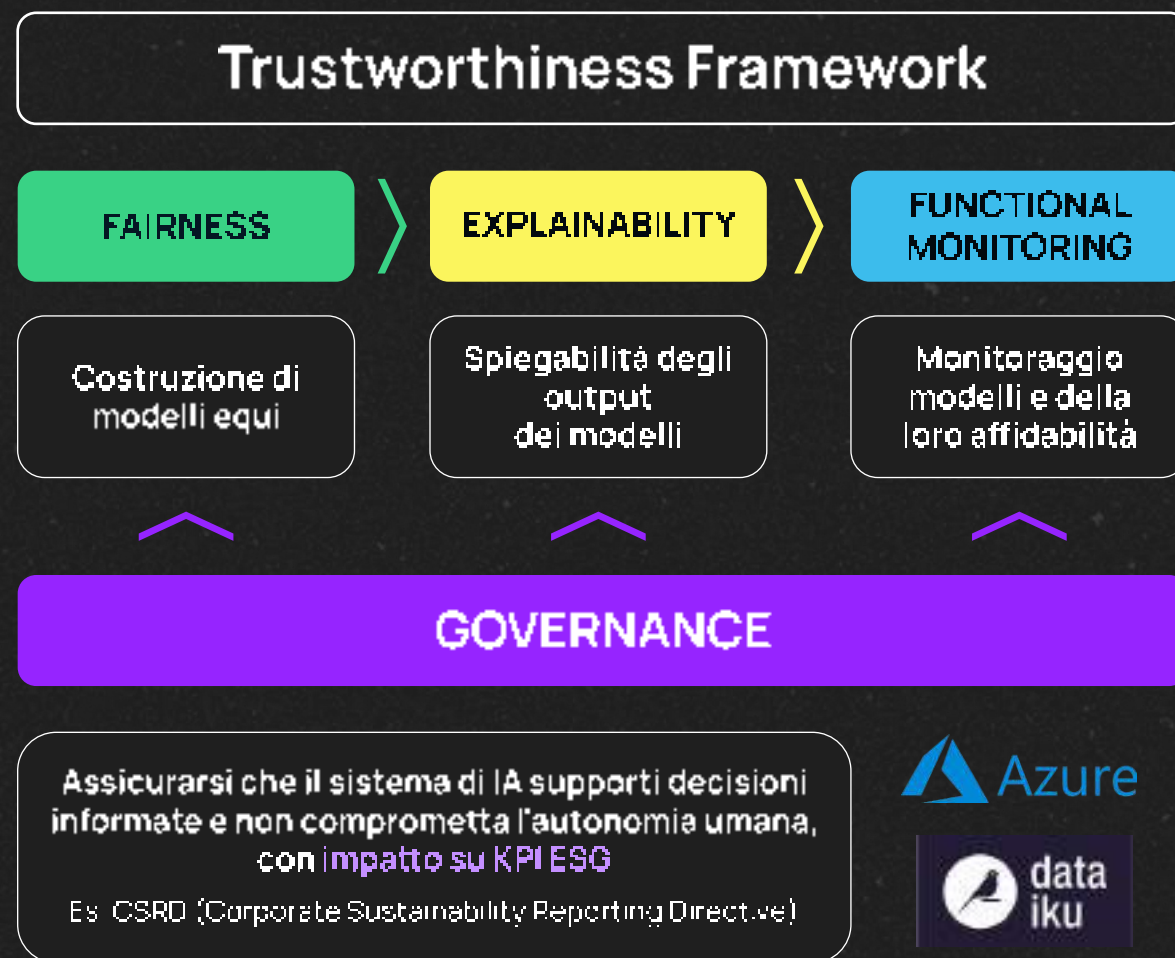 Trustworthiness Framework
FAIRNESS
EXPLAINABILITY
FUNCTIONAL
MONITORING
Costruzione di
modelli equi
Spiegabilità degli
output
dei modelli
Monitoraggio
modelli e della
loro affidabilità
GOVERNANCE
Assicurarsi che il sistema di IA supporti decisioni
informate e non comprometta l'autonomia umana,
con impatto su KPI ESG
Es. CSRD (Corporate Sustainability Reporting Directive)
Azure
data
iku